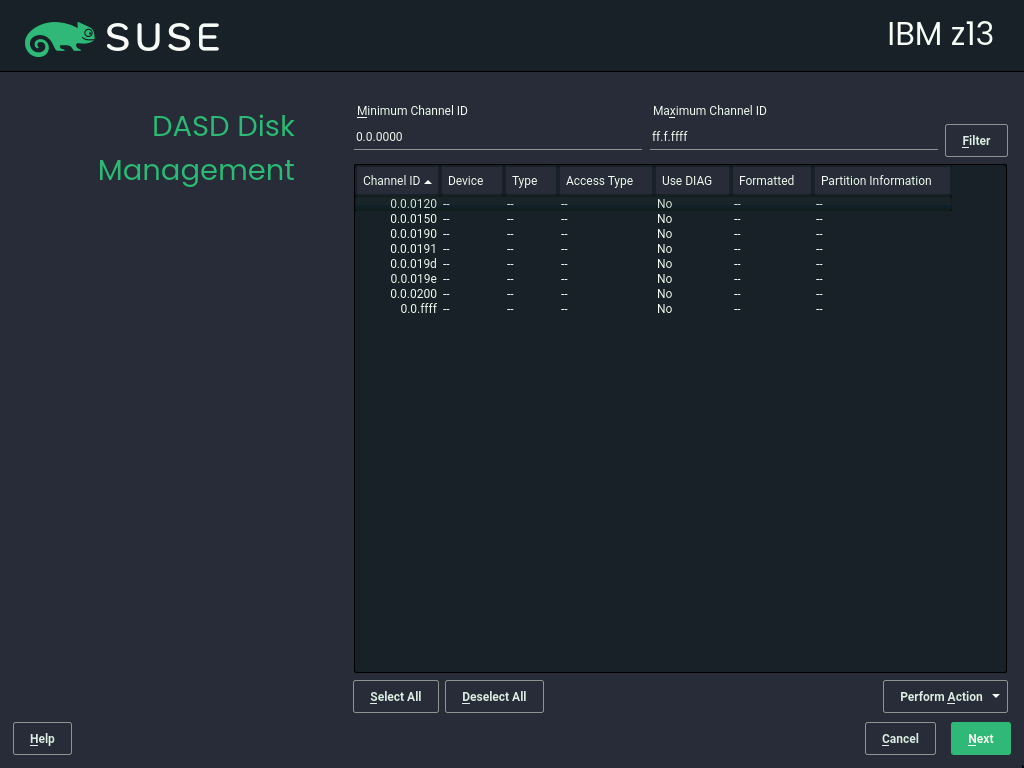 SUSE
IBM z13
DASD Disk
Management
Minimum Channel ID
Maximum Channel ID
0.0.0000
ff.f.ffff
Filter
Channel ID Device Type Access Type Use DIAG Formatted Partition Information
0.0.0120 -- -- -- No -- --
0.0.0150 -- -- -- No -- --
0.0.0190 -- -- -- No -- --
0.0.0191 -- -- -- No -- --
0.0.019d -- -- -- No -- --
0.0.019e -- -- -- No -- --
0.0.0200 -- -- -- No -- --
0.0.ffff -- -- -- No -- --
Select All
Deselect All
Perform Action
Help
Cancel
Next